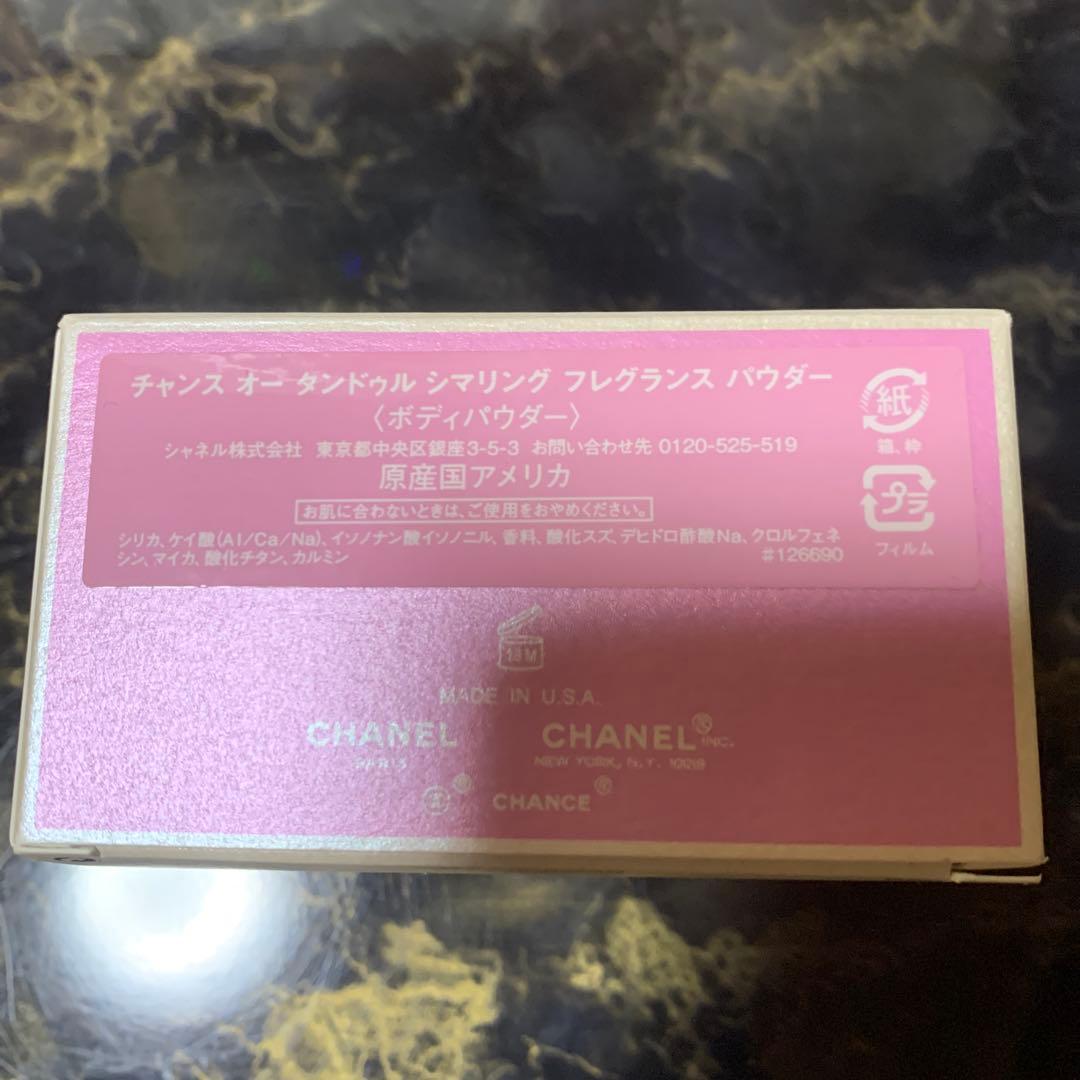 チャンス オー タンドゥル シマリング フレグランス パウダー
〈ボディパウダー〉
シャネル株式会社 東京都中央区銀座3-5-3 お問い合わせ先 0120-525-519
原産国アメリカ
お肌に合わないときは、ご使用をおやめください。
シリカ、ケイ酸(Al/Ca/Na)、イソノナン酸イソノニル、香料、酸化スズ、デヒドロ酢酸Na、クロルフェネ
シン、マイカ、酸化チタン、カルミン
#126690
紙
箱、枠
プラ
フィルム
18M
MADE IN U.S.A.
CHANEL
PARIS
CHANEL® INC.
NEW YORK, N.Y. 10019
® CHANCE®